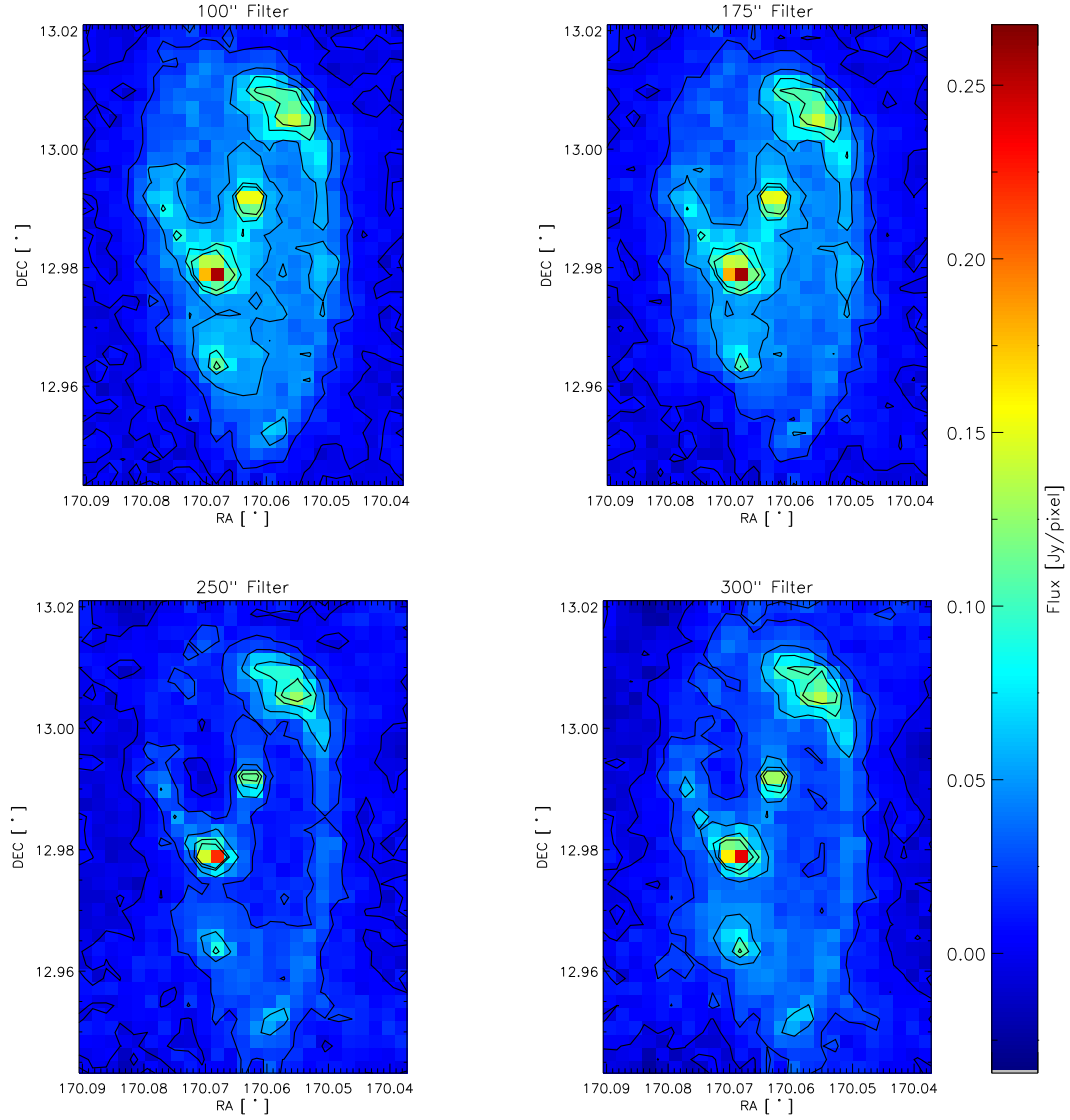 100'' Filter
175'' Filter
13.02
13.00
12.98
12.96
DEC [ ° ]
170.09 170.08 170.07 170.06 170.05 170.04
RA [ ° ]
13.02
13.00
12.98
12.96
DEC [ ° ]
170.09 170.08 170.07 170.06 170.05 170.04
RA [ ° ]
250'' Filter
300'' Filter
13.02
13.00
12.98
12.96
DEC [ ° ]
170.09 170.08 170.07 170.06 170.05 170.04
RA [ ° ]
13.02
13.00
12.98
12.96
DEC [ ° ]
170.09 170.08 170.07 170.06 170.05 170.04
RA [ ° ]
0.25
0.20
0.15
0.10
0.05
0.00
Flux [Jy/pixel]